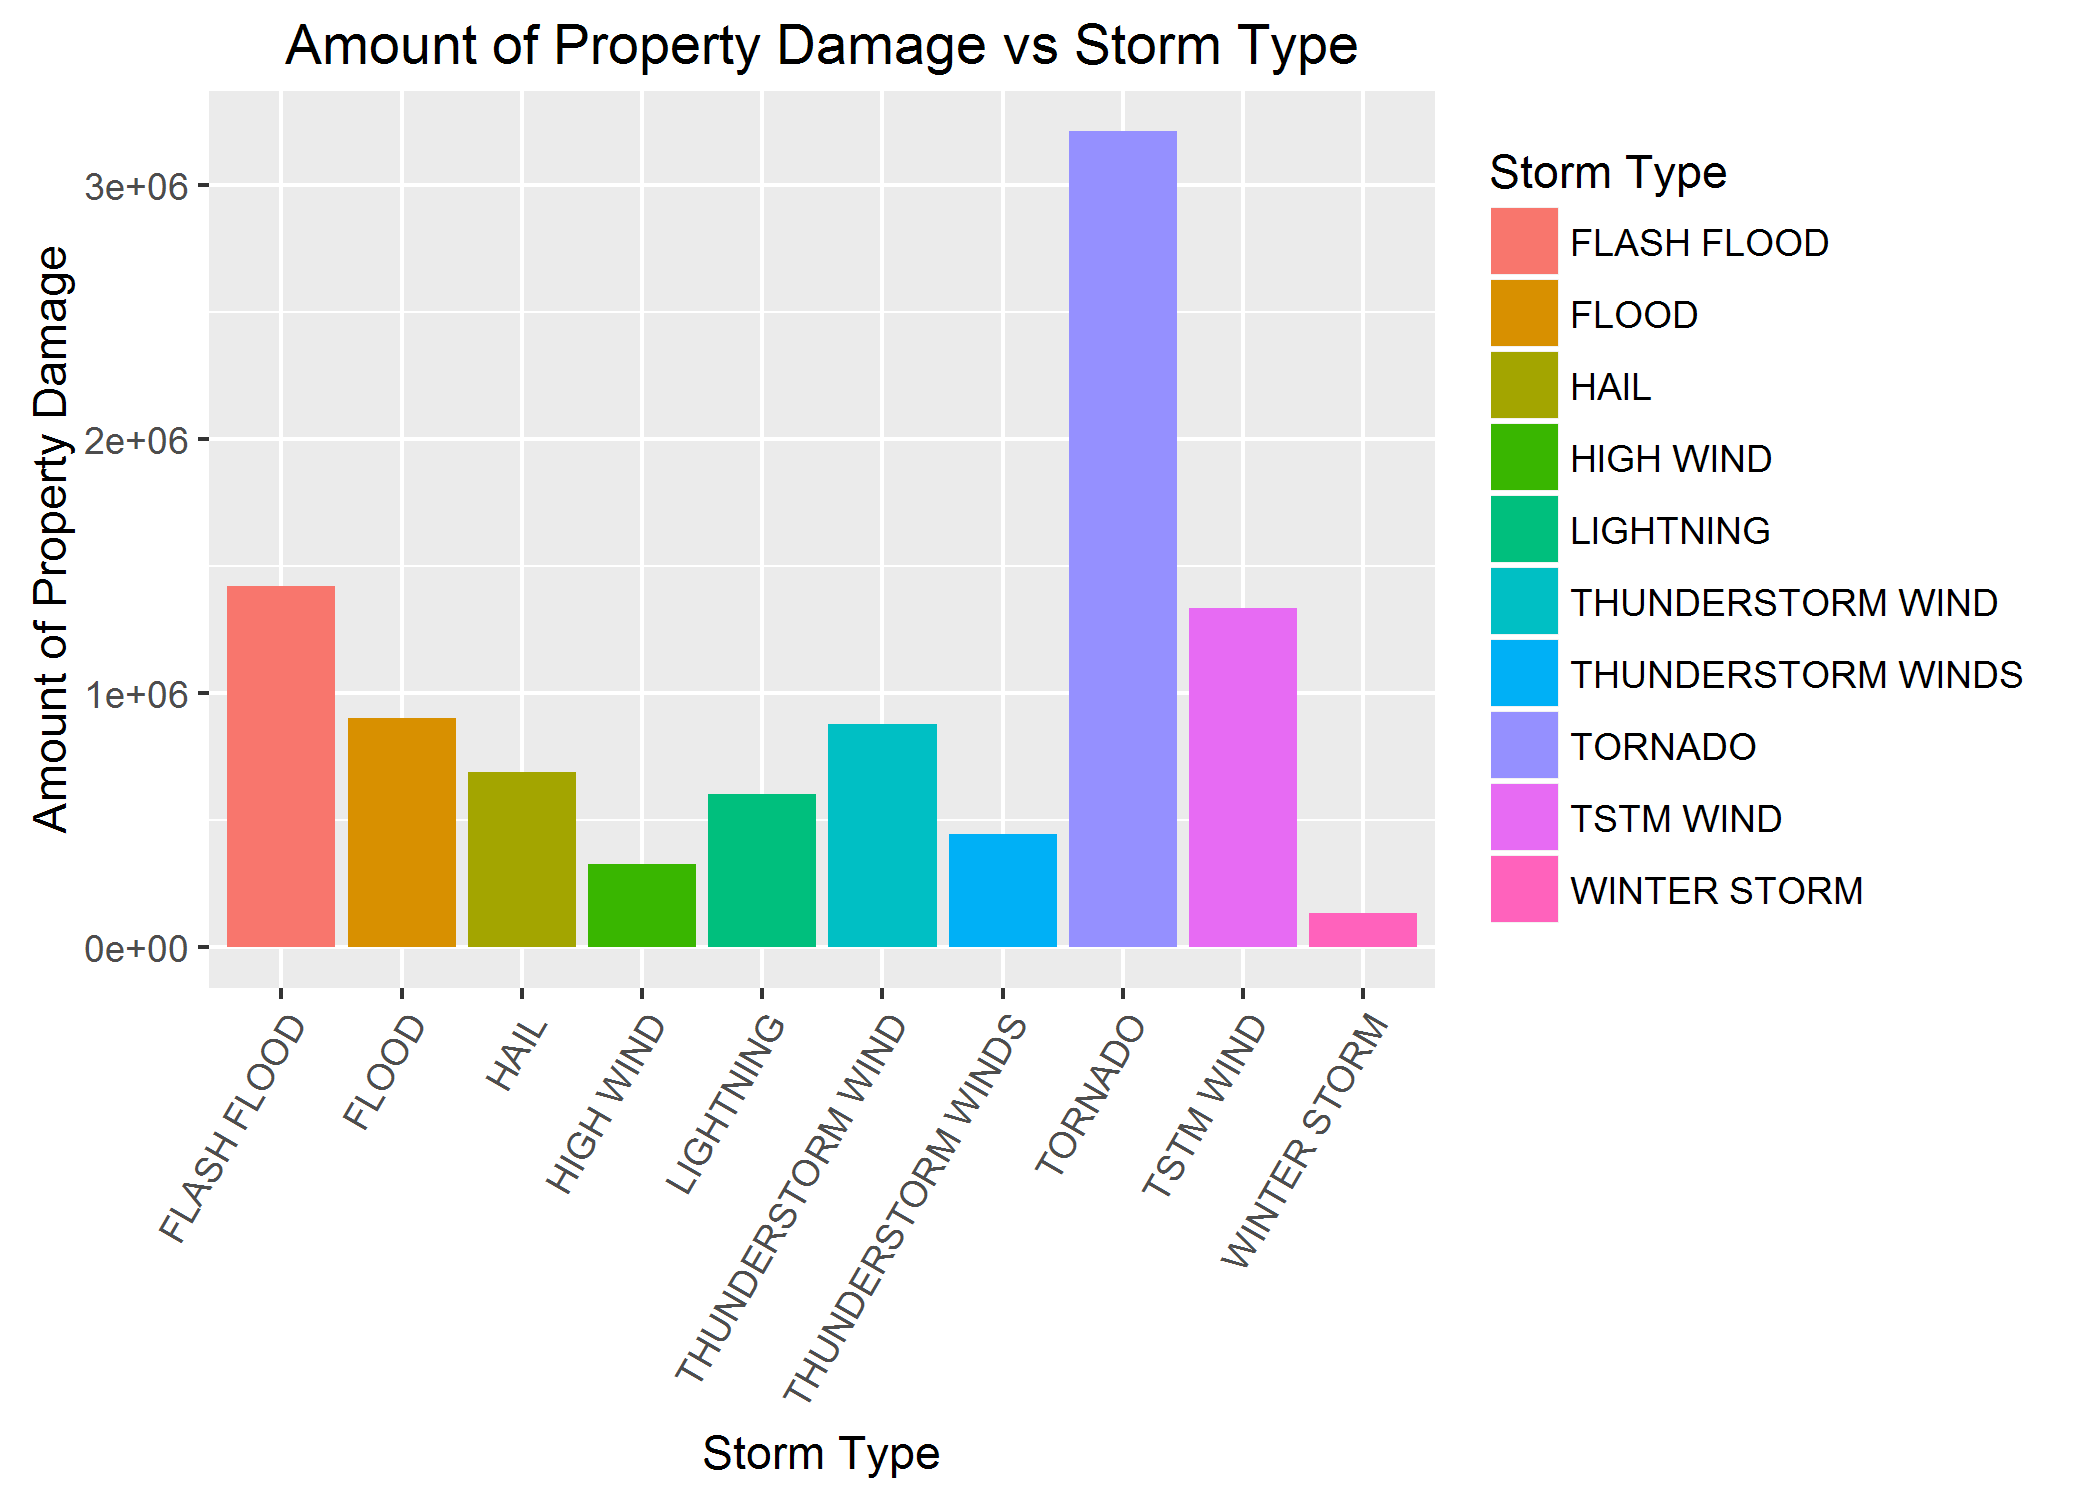 Amount of Property Damage vs Storm Type
Amount of Property Damage
3e+06
2e+06
1e+06
0e+00
FLASH FLOOD
FLOOD
HAIL
HIGH WIND
LIGHTNING
THUNDERSTORM WIND
THUNDERSTORM WINDS
TORNADO
TSTM WIND
WINTER STORM
Storm Type
Storm Type
FLASH FLOOD
FLOOD
HAIL
HIGH WIND
LIGHTNING
THUNDERSTORM WIND
THUNDERSTORM WINDS
TORNADO
TSTM WIND
WINTER STORM